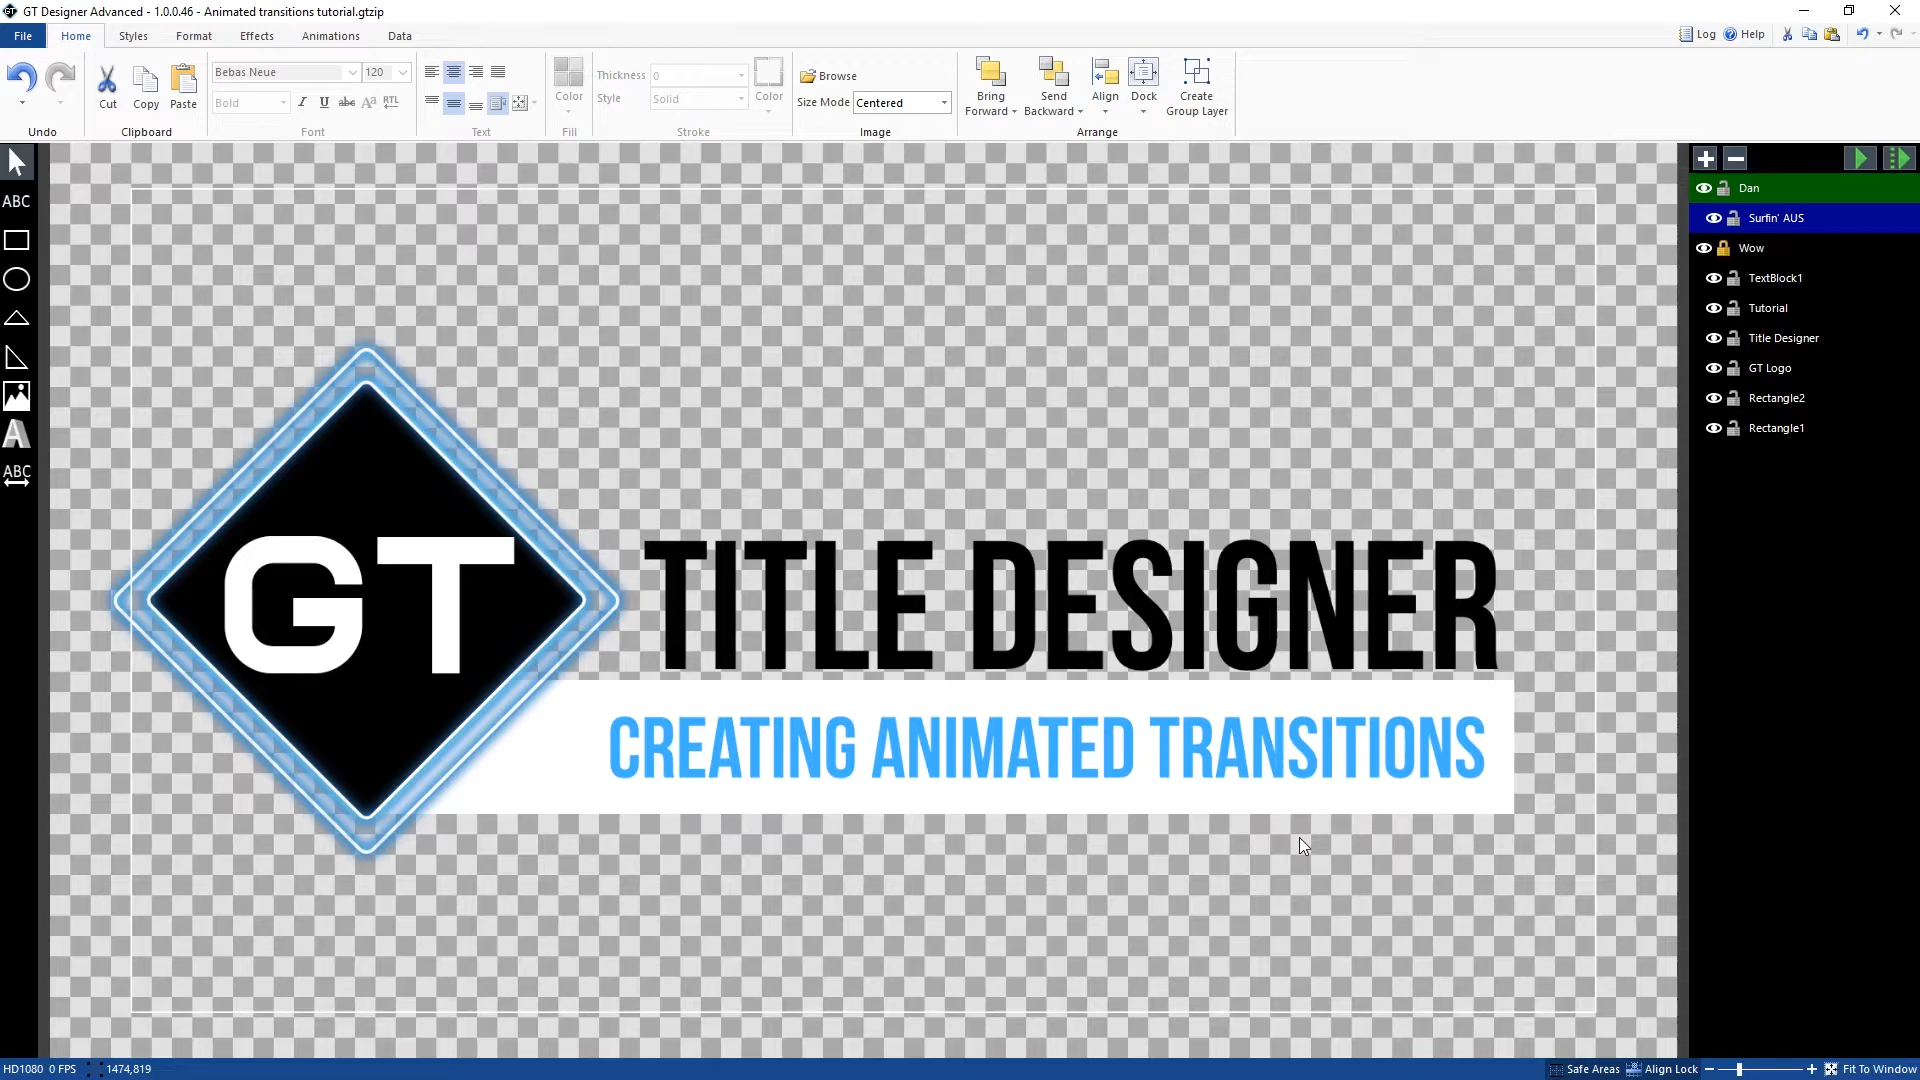 GT Designer Advanced - 1.0.0.46 - Animated transitions tutorial.gtzip
File Home Styles Format Effects Animations Data
Log Help
Bebas Neue 120
Bold
abc Aa RTL
Cut Copy Paste
Color
Thickness 0
Style Solid
Color
Browse
Size Mode Centered
Bring Forward
Send Backward
Align
Dock
Create Group Layer
Undo Clipboard Font Text Fill Stroke Image Arrange
ABC
A
ABC
Dan
Surfin' AUS
Wow
TextBlock1
Tutorial
Title Designer
GT Logo
Rectangle2
Rectangle1
GT
TITLE DESIGNER
CREATING ANIMATED TRANSITIONS
HD1080 0 FPS 1474,819
Safe Areas Align Lock Fit To Window